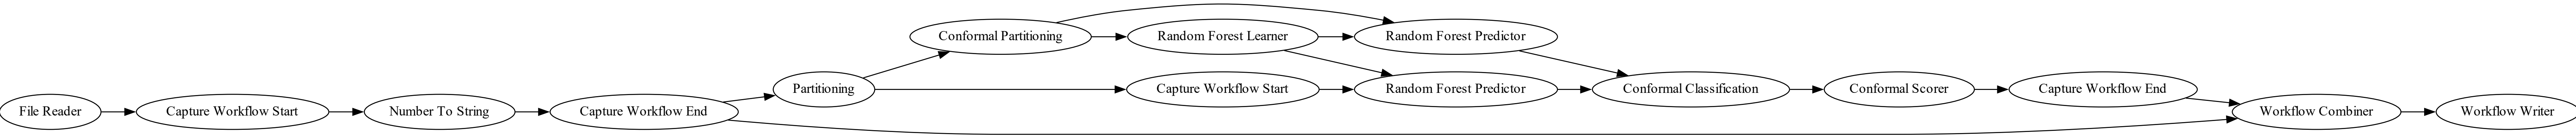 File Reader
Capture Workflow Start
Number To String
Capture Workflow End
Partitioning
Conformal Partitioning
Random Forest Learner
Random Forest Predictor
Capture Workflow Start
Random Forest Predictor
Conformal Classification
Conformal Scorer
Capture Workflow End
Workflow Combiner
Workflow Writer